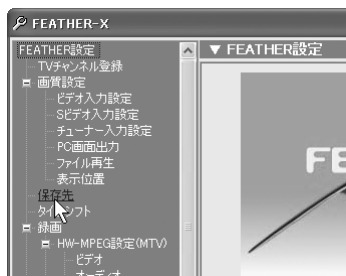 FEATHER-X
FEATHER設定
▼ FEATHER設定
TVチャンネル登録
画質設定
ビデオ入力設定
Sビデオ入力設定
チューナー入力設定
PC画面出力
ファイル再生
表示位置
保存先
タイムシフト
録画
HW-MPEG設定(MTV)
ビデオ
オーディオ
FE